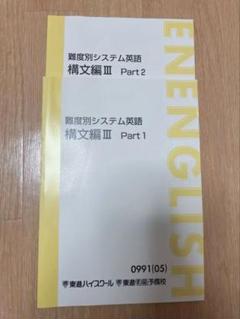 難度別システム英語
構文編Ⅲ Part 2
難度別システム英語
構文編Ⅲ Part 1
0991(05)
東進ハイスクール 東進衛星予備校
ENGLISH
EN